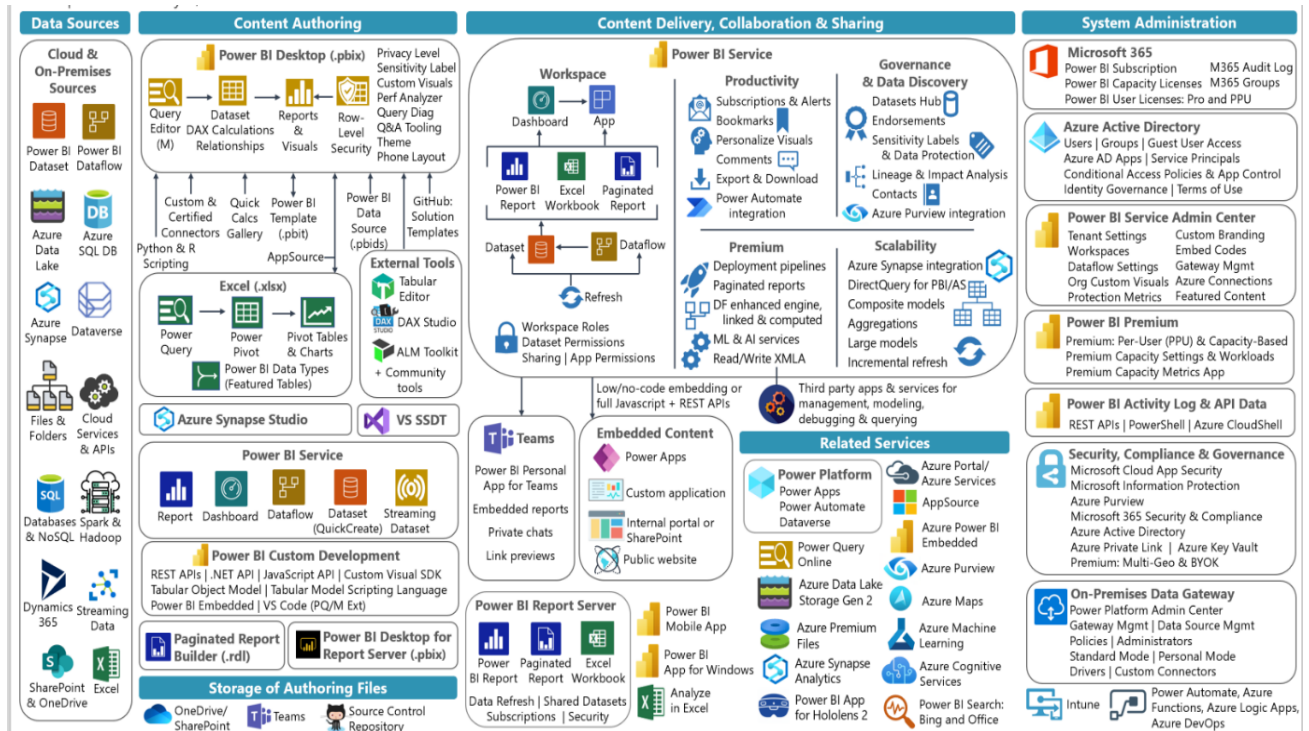 Data Sources
Cloud &
On-Premises
Sources
Power BI
Dataset
Power BI
Dataflow
Azure
Data
Lake
DB
Azure
SQL DB
Azure
Synapse
Dataverse
Files &
Folders
Cloud
Services
& APIs
SQL
Databases
& NoSQL
Spark &
Hadoop
Dynamics
365
Streaming
Data
SharePoint
& OneDrive
Excel
Content Authoring
Power BI Desktop (.pbix)
Query
Editor
(M)
Dataset
DAX Calculations
Relationships
Reports
&
Visuals
Row-
Level
Security
Privacy Level
Sensitivity Label
Custom Visuals
Perf Analyzer
Query Diag
Q&A Tooling
Theme
Phone Layout
Python & R
Scripting
Custom &
Certified
Connectors
Quick
Calcs
Gallery
Power BI
Template
(.pbit)
AppSource
Power BI
Data
Source
(.pbids)
GitHub:
Solution
Templates
Excel (.xlsx)
Power
Query
Power
Pivot
Pivot Tables
& Charts
Power BI Data Types
(Featured Tables)
External Tools
Tabular
Editor
DAX
STUDIO
DAX Studio
ALM Toolkit
+ Community
tools
Azure Synapse Studio
VS SSDT
Power BI Service
Report
Dashboard
Dataflow
Dataset
(QuickCreate)
Streaming
Dataset
Power BI Custom Development
REST APIs | .NET API | JavaScript API | Custom Visual SDK
Tabular Object Model | Tabular Model Scripting Language
Power BI Embedded | VS Code (PQ/M Ext)
Paginated Report
Builder (.rdl)
Power BI Desktop for
Report Server (.pbix)
Storage of Authoring Files
OneDrive/
SharePoint
Teams
Source Control
Repository
Content Delivery, Collaboration & Sharing
Power BI Service
Workspace
Dashboard
App
Power BI
Report
Excel
Workbook
Paginated
Report
Dataset
Dataflow
Refresh
Workspace Roles
Dataset Permissions
Sharing | App Permissions
Productivity
Subscriptions & Alerts
Bookmarks
Personalize Visuals
Comments
Export & Download
Power Automate
integration
Governance
& Data Discovery
Datasets Hub
Endorsements
Sensitivity Labels
& Data Protection
Lineage & Impact Analysis
Contacts
Azure Purview integration
Premium
Deployment pipelines
Paginated reports
DF enhanced engine,
linked & computed
ML & AI services
Read/Write XMLA
Scalability
Azure Synapse integration
DirectQuery for PBI/AS
Composite models
Aggregations
Large models
Incremental refresh
Low/no-code embedding or
full Javascript + REST APIs
Third party apps & services for
management, modeling,
debugging & querying
Teams
Power BI Personal
App for Teams
Embedded reports
Private chats
Link previews
Embedded Content
Power Apps
Custom application
Internal portal or
SharePoint
Public website
Power BI Report Server
Power
BI Report
Paginated
Report
Excel
Workbook
Data Refresh | Shared Datasets
Subscriptions | Security
Power BI
Mobile App
Power BI
App for Windows
Analyze
in Excel
Related Services
Power Platform
Power Apps
Power Automate
Dataverse
Power Query
Online
Azure Data Lake
Storage Gen 2
Azure Premium
Files
Azure Synapse
Analytics
Power BI App
for Hololens 2
Azure Portal/
Azure Services
AppSource
Azure Power BI
Embedded
Azure Purview
Azure Maps
Azure Machine
Learning
Azure Cognitive
Services
Power BI Search:
Bing and Office
System Administration
Microsoft 365
Power BI Subscription
Power BI Capacity Licenses
Power BI User Licenses: Pro and PPU
M365 Audit Log
M365 Groups
Azure Active Directory
Users | Groups | Guest User Access
Azure AD Apps | Service Principals
Conditional Access Policies & App Control
Identity Governance | Terms of Use
Power BI Service Admin Center
Tenant Settings
Workspaces
Dataflow Settings
Org Custom Visuals
Protection Metrics
Custom Branding
Embed Codes
Gateway Mgmt
Azure Connections
Featured Content
Power BI Premium
Premium: Per-User (PPU) & Capacity-Based
Premium Capacity Settings & Workloads
Premium Capacity Metrics App
Power BI Activity Log & API Data
REST APIs | PowerShell | Azure CloudShell
Security, Compliance & Governance
Microsoft Cloud App Security
Microsoft Information Protection
Azure Purview
Microsoft 365 Security & Compliance
Azure Active Directory
Azure Private Link | Azure Key Vault
Premium: Multi-Geo & BYOK
On-Premises Data Gateway
Power Platform Admin Center
Gateway Mgmt | Data Source Mgmt
Policies | Administrators
Standard Mode | Personal Mode
Drivers | Custom Connectors
Intune
Power Automate, Azure
Functions, Azure Logic Apps,
Azure DevOps